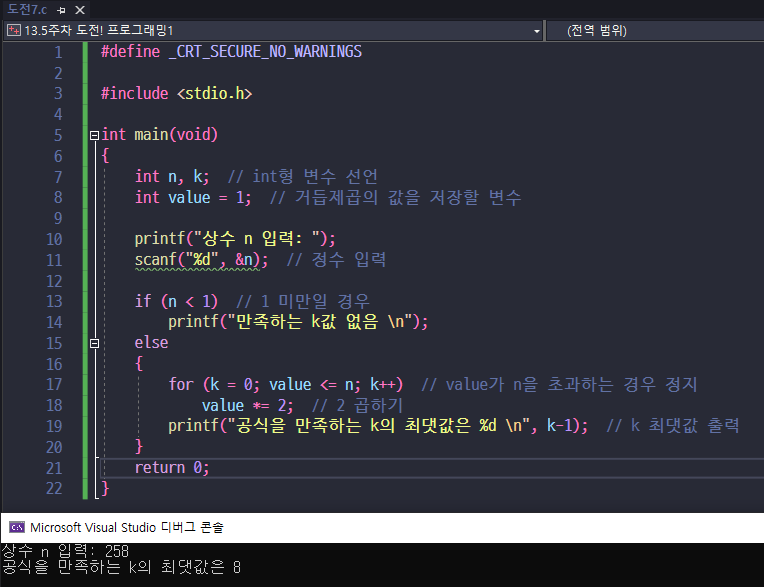 도전7.c
13.5주차 도전! 프로그래밍1
(전역 범위)
1 #define _CRT_SECURE_NO_WARNINGS
2
3 #include <stdio.h>
4
5 int main(void)
6 {
7 int n, k; // int형 변수 선언
8 int value = 1; // 거듭제곱의 값을 저장할 변수
9
10 printf("상수 n 입력: ");
11 scanf("%d", &n); // 정수 입력
12
13 if (n < 1) // 1 미만일 경우
14 printf("만족하는 k값 없음 \n");
15 else
16 {
17 for (k = 0; value <= n; k++) // value가 n을 초과하는 경우 정지
18 value *= 2; // 2 곱하기
19 printf("공식을 만족하는 k의 최댓값은 %d \n", k-1); // k 최댓값 출력
20 }
21 return 0;
22 }
Microsoft Visual Studio 디버그 콘솔
상수 n 입력: 258
공식을 만족하는 k의 최댓값은 8